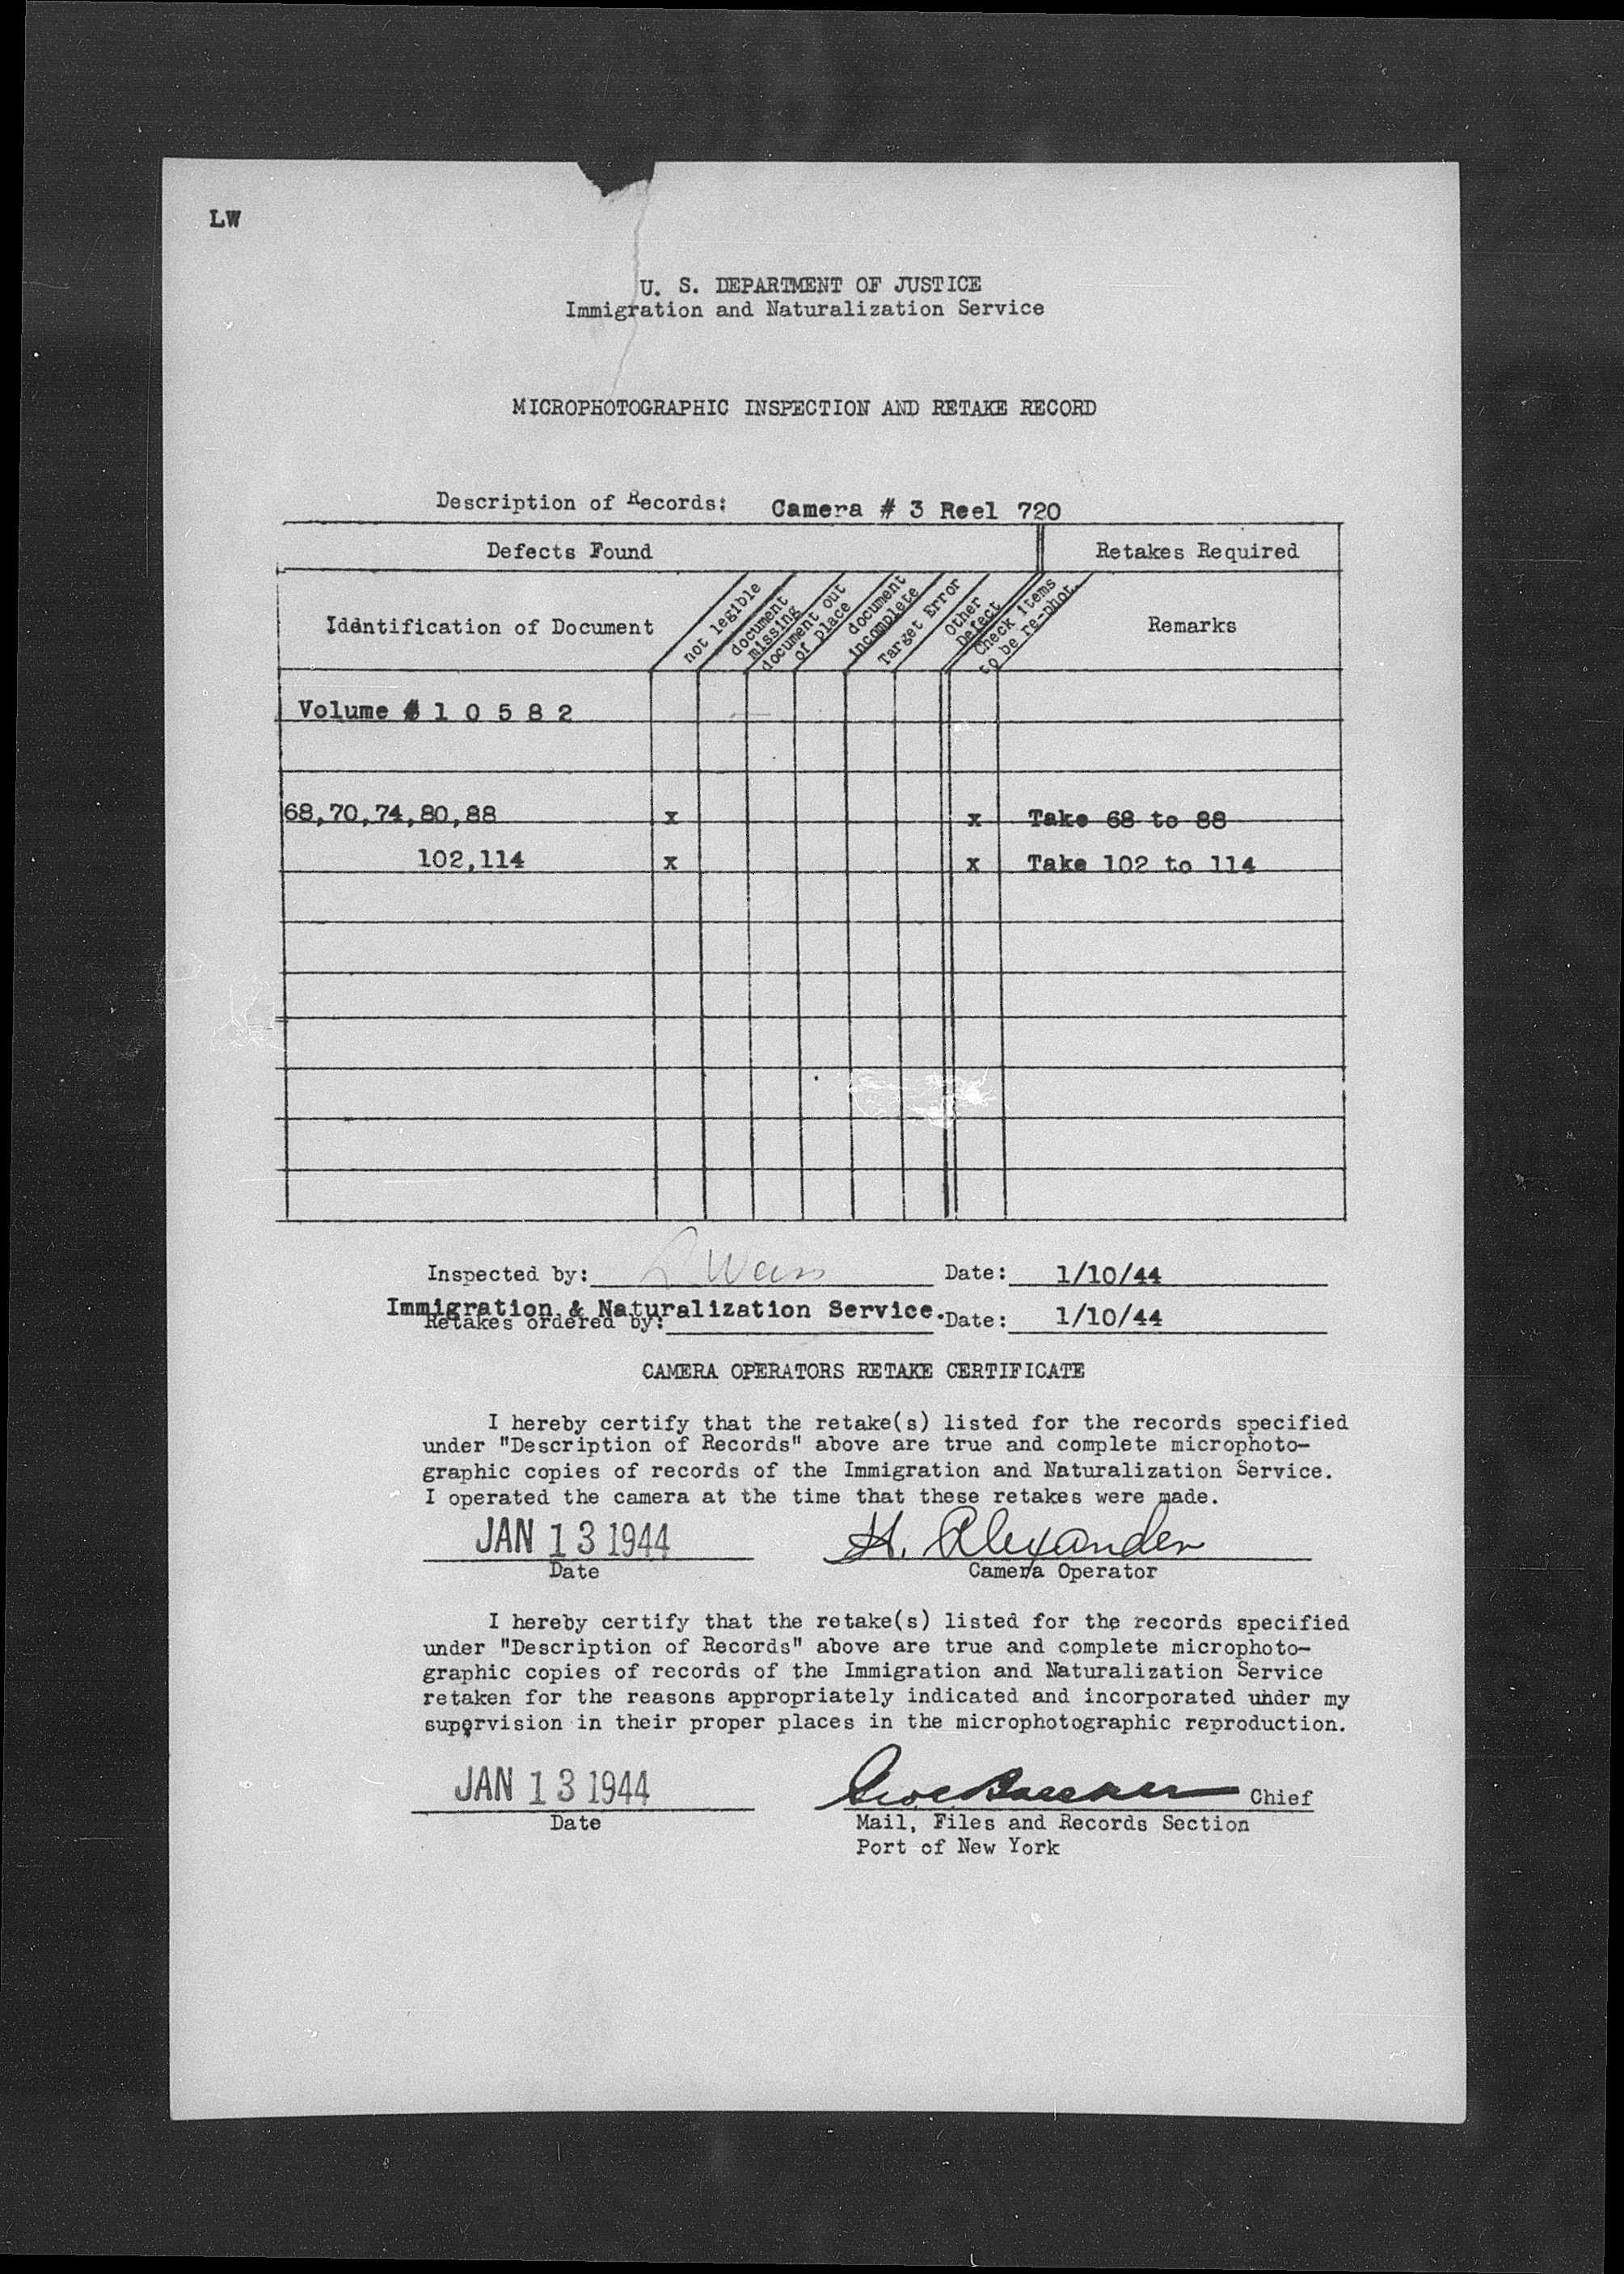 LW
U. S. DEPARTMENT OF JUSTICE
Immigration and Naturalization Service
MICROPHOTOGRAPHIC INSPECTION AND RETAKE RECORD
Description of Records: Camera # 3 Reel 720
Defects Found Retakes Required
Identification of Document not legible document missing document out of place document incomplete Target Error Other Defect Check items to be re-phot. Remarks
Volume # 1 0 5 8 2
68,70,74,80,88 x x Take 68 to 88
102,114 x x Take 102 to 114
Inspected by: Date: 1/10/44
Immigration & Naturalization Service.
Retakes ordered by: Date: 1/10/44
CAMERA OPERATORS RETAKE CERTIFICATE
I hereby certify that the retake(s) listed for the records specified
under "Description of Records" above are true and complete microphoto-
graphic copies of records of the Immigration and Naturalization Service.
I operated the camera at the time that these retakes were made.
JAN 13 1944 H. Alexander
Date Camera Operator
I hereby certify that the retake(s) listed for the records specified
under "Description of Records" above are true and complete microphoto-
graphic copies of records of the Immigration and Naturalization Service
retaken for the reasons appropriately indicated and incorporated under my
supervision in their proper places in the microphotographic reproduction.
JAN 13 1944 Chief
Date Mail, Files and Records Section
Port of New York